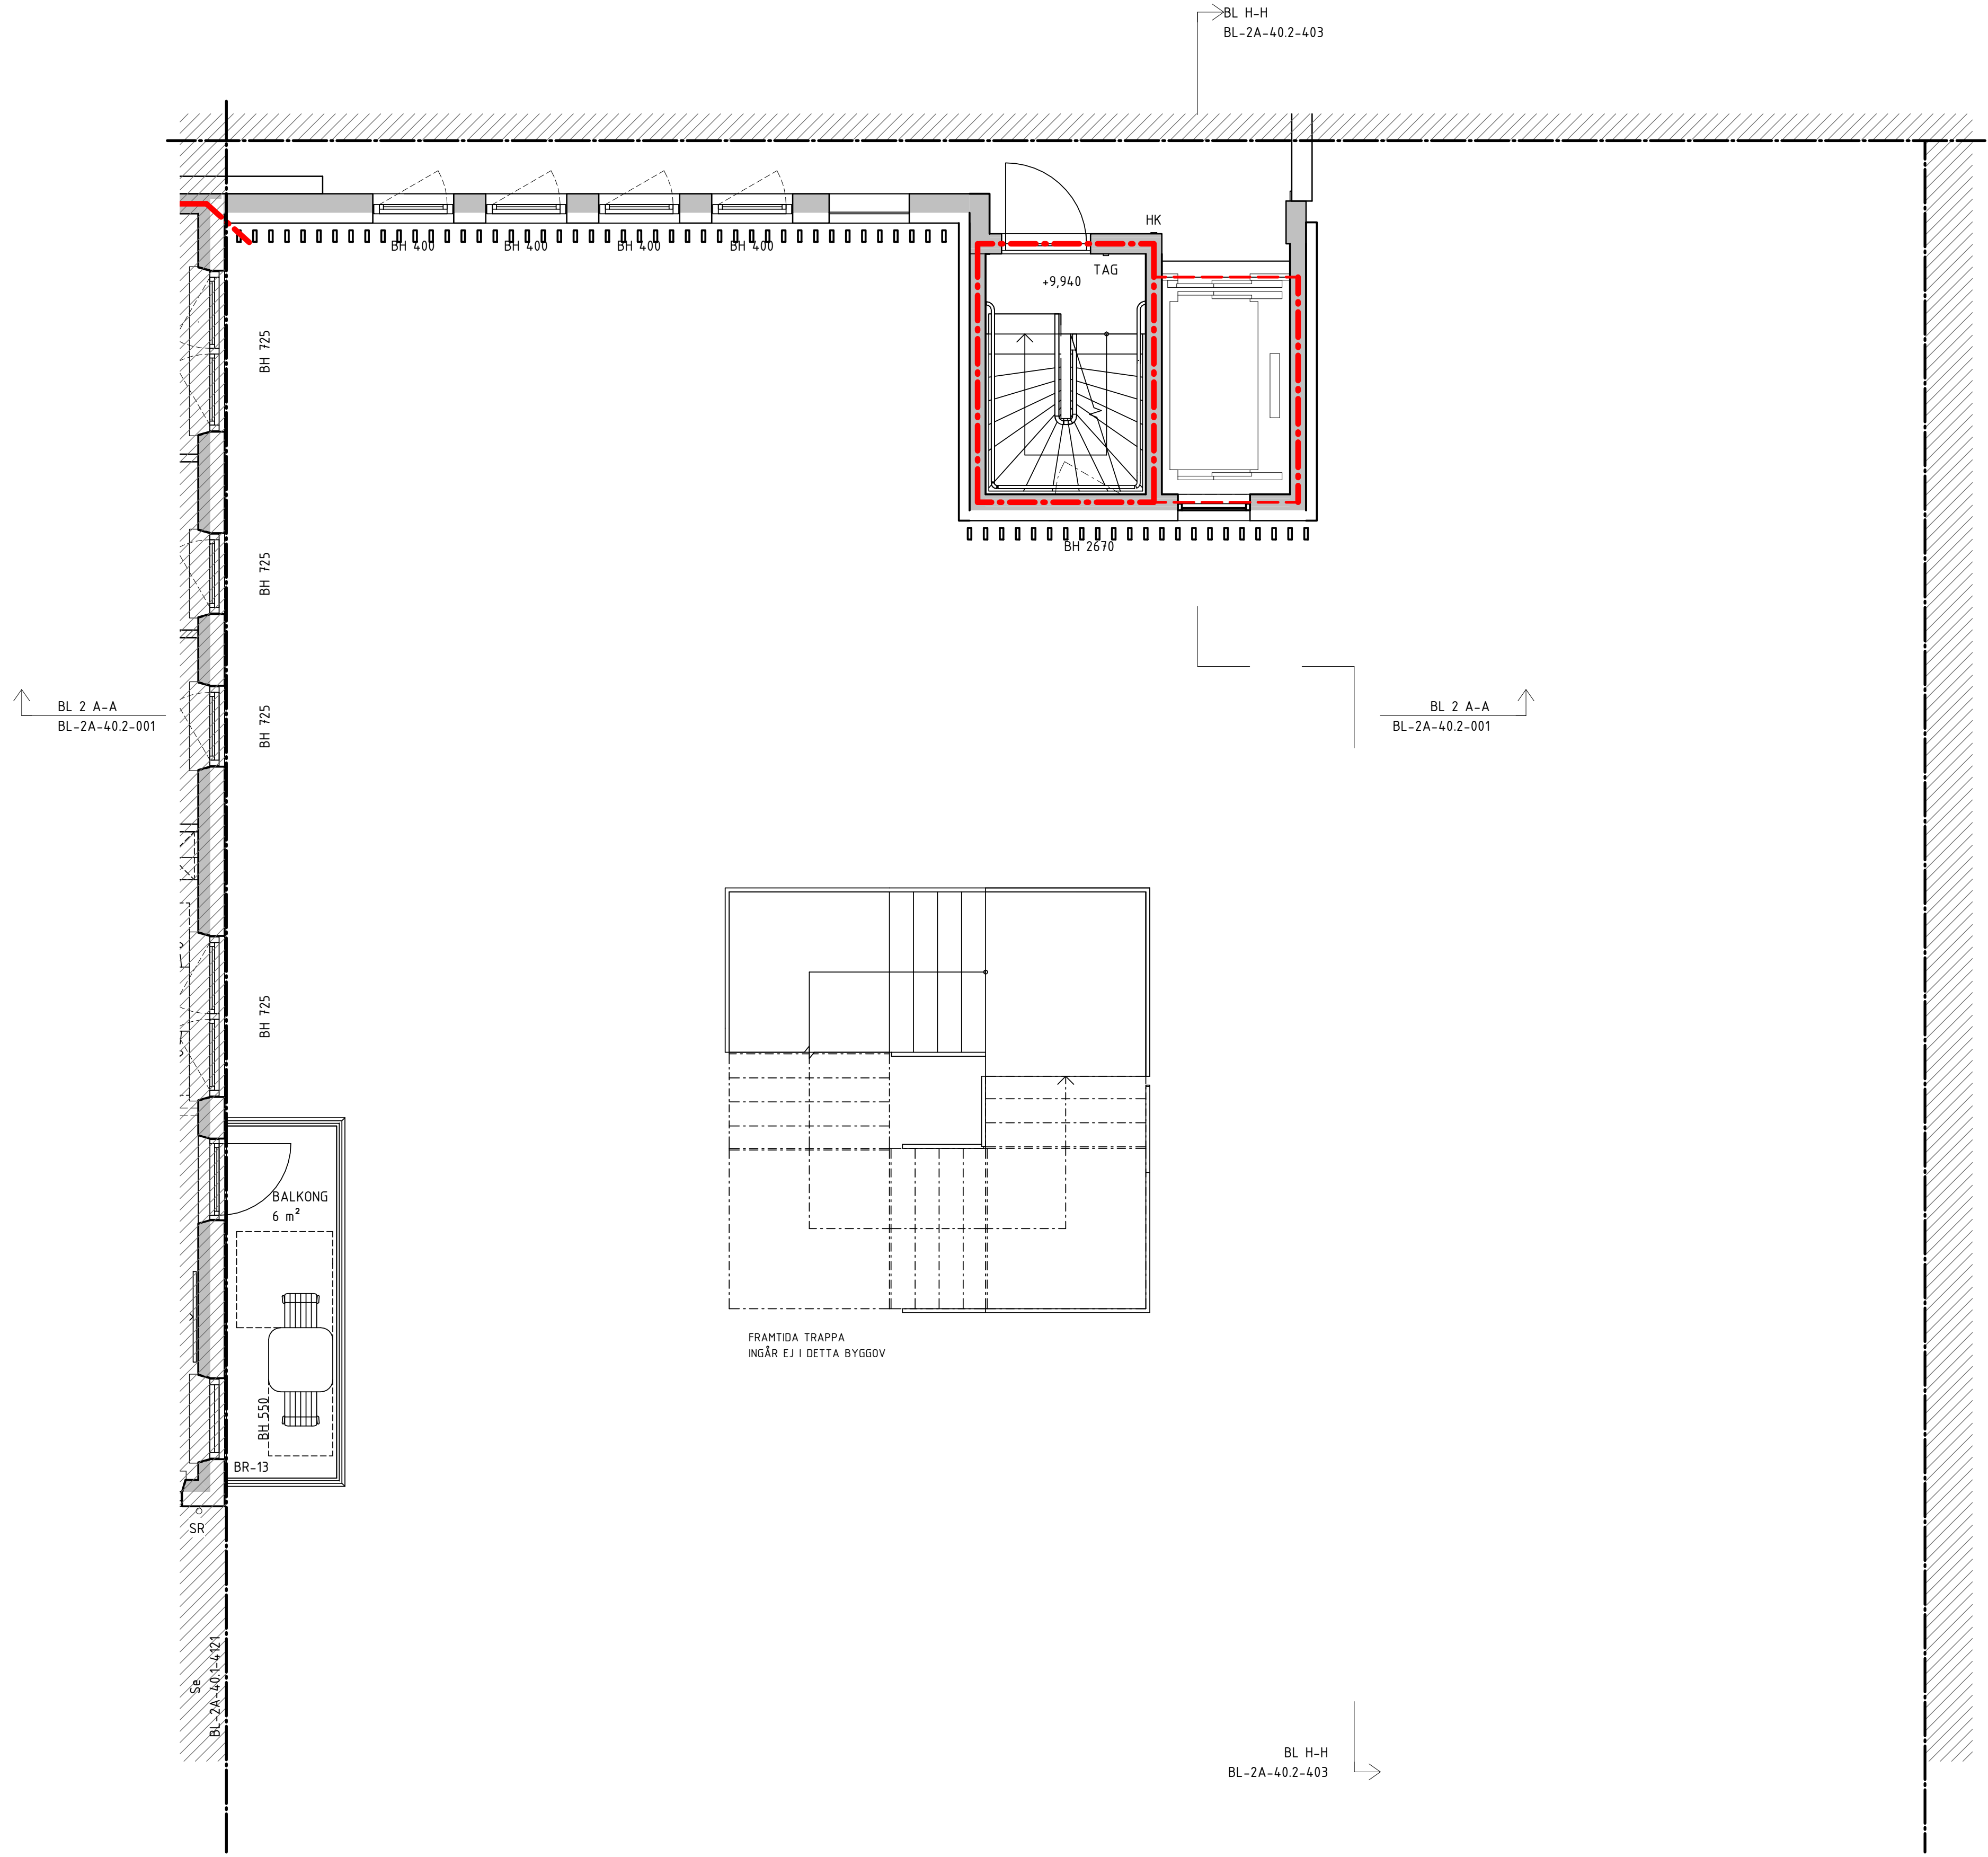 BL H-H
BL-2A-40.2-403
BH 400
BH 400
BH 400
BH 400
HK
TAG
+9,940
BH 725
BH 2670
BH 725
BL 2 A-A
BL-2A-40.2-001
BH 725
BL 2 A-A
BL-2A-40.2-001
BH 725
BALKONG
6 m²
FRAMTIDA TRAPPA
INGÅR EJ I DETTA BYGGOV
BH 550
BR-13
SR
Se
BL-2A-40.1-4121
BL H-H
BL-2A-40.2-403